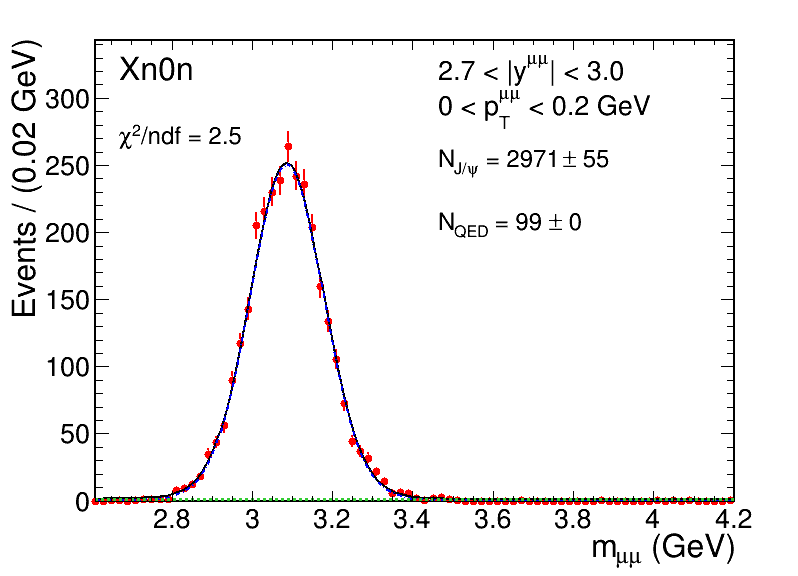 Xn0n
2.7 < |y^μμ| < 3.0
0 < p_T^μμ < 0.2 GeV
χ²/ndf = 2.5
N_J/ψ = 2971 ± 55
N_QED = 99 ± 0
Events / (0.02 GeV)
300
250
200
150
100
50
0
2.8 3 3.2 3.4 3.6 3.8 4 4.2
m_μμ (GeV)